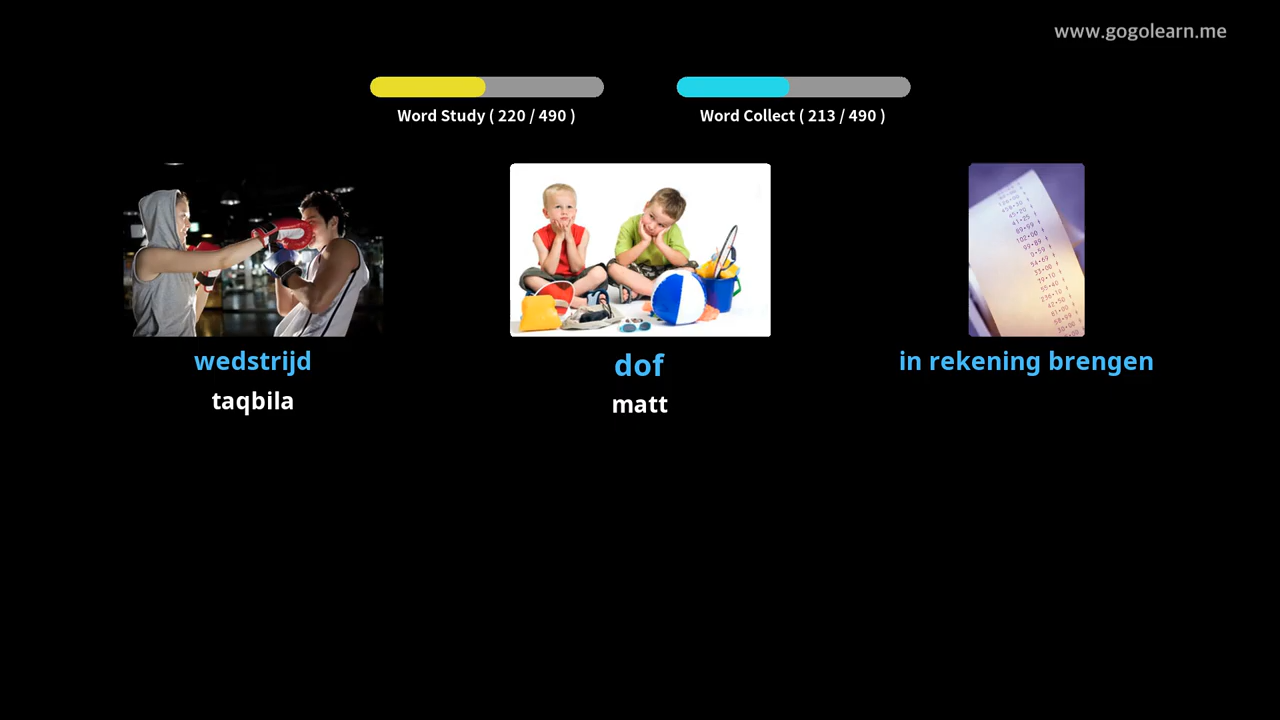 www.gogolearn.me
Word Study ( 220 / 490 )
Word Collect ( 213 / 490 )
wedstrijd
taqbila
dof
matt
in rekening brengen